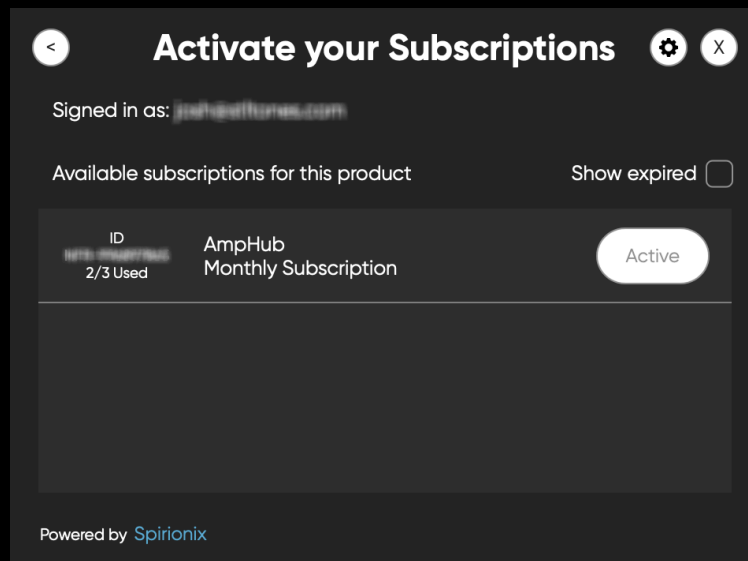 <
Activate your Subscriptions
X
Signed in as:
Available subscriptions for this product
Show expired
ID
2/3 Used
AmpHub
Monthly Subscription
Active
Powered by Spirionix